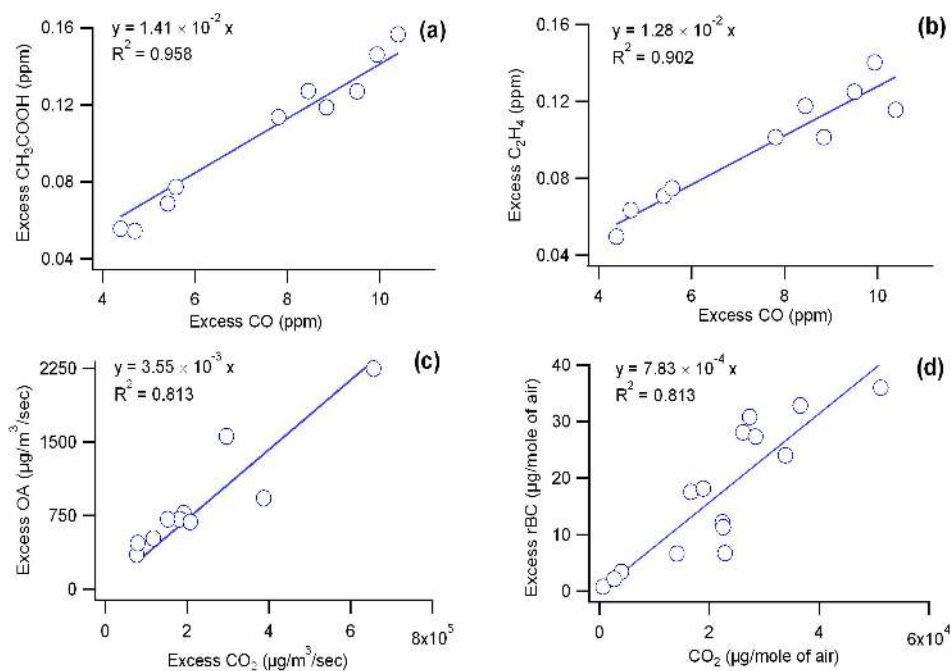 (a)
y = 1.41 × 10⁻² x
R² = 0.958
Excess CH₃COOH (ppm)
0.16
0.12
0.08
0.04
4 6 8 10
Excess CO (ppm)
(b)
y = 1.28 × 10⁻² x
R² = 0.902
Excess C₂H₄ (ppm)
0.16
0.12
0.08
0.04
4 6 8 10
Excess CO (ppm)
(c)
y = 3.55 × 10⁻³ x
R² = 0.813
Excess OA (µg/m³/sec)
2250
1500
750
0
0 2 4 6 8x10⁵
Excess CO₂ (µg/m³/sec)
(d)
y = 7.83 × 10⁻⁴ x
R² = 0.813
Excess rBC (µg/mole of air)
40
30
20
10
0
0 2 4 6x10⁴
CO₂ (µg/mole of air)